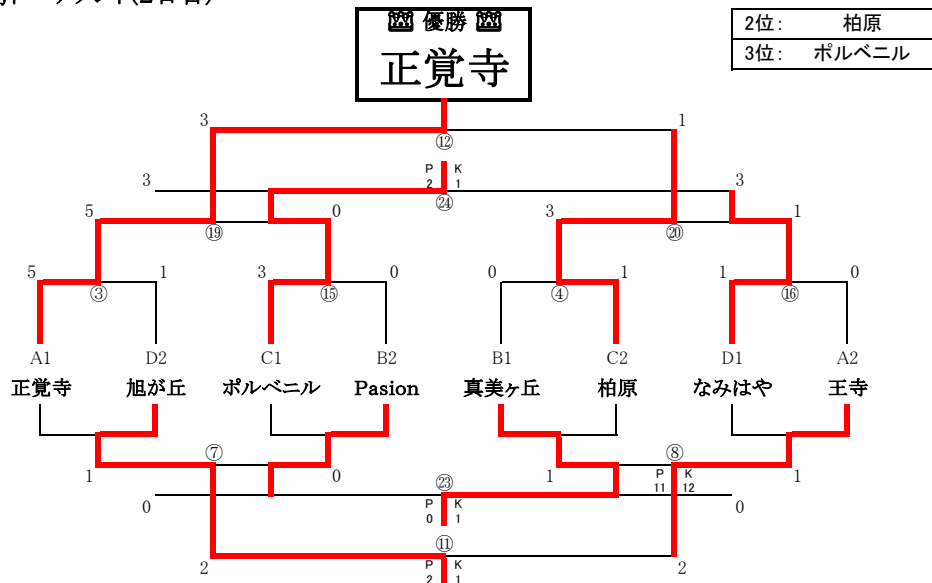 優勝
正覚寺
2位： 柏原
3位： ポルベニル
3 1
⑫
P K
3 2 1 3
㉔
5 0 3 1
⑲ ⑳
5 1 3 0 0 1 1 0
③ ⑮ ④ ⑯
A1 D2 C1 B2 B1 C2 D1 A2
正覚寺 旭が丘 ポルベニル Pasion 真美ヶ丘 柏原 なみはや 王寺
⑦ ⑧
1 0 1 P K 1
㉓ 11 12
0 P K 0
0 1
⑪
2 P K 2
2 1